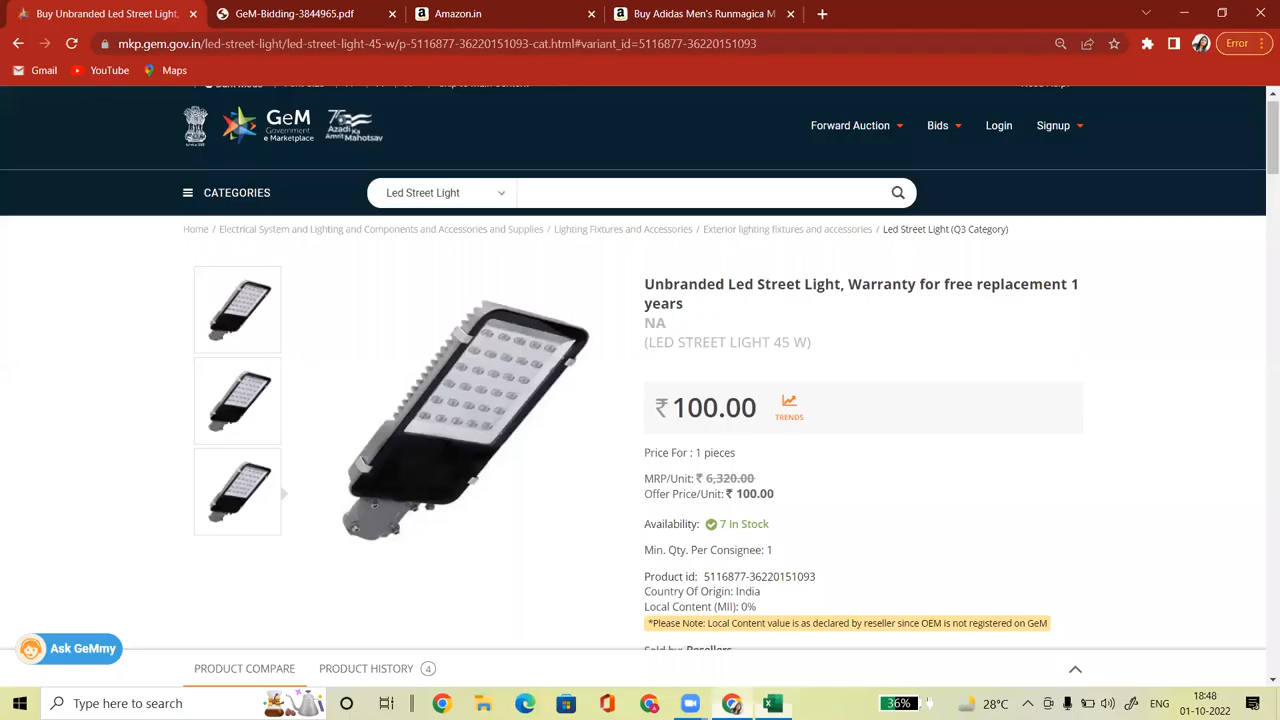 Buy Unbranded Led Street Light,
GeM-Bidding-3844965.pdf
Amazon.in
Buy Adidas Men's Runmagica M
mkp.gem.gov.in/led-street-light/led-street-light-45-w/p-5116877-36220151093-cat.html#variant_id=5116877-36220151093
Error
Gmail
YouTube
Maps
GeM
Government
e Marketplace
Azadi Ka
Amrit Mahotsav
Forward Auction
Bids
Login
Signup
CATEGORIES
Led Street Light
Home / Electrical System and Lighting and Components and Accessories and Supplies / Lighting Fixtures and Accessories / Exterior lighting fixtures and accessories / Led Street Light (Q3 Category)
Unbranded Led Street Light, Warranty for free replacement 1
years
NA
(LED STREET LIGHT 45 W)
₹ 100.00
TRENDS
Price For : 1 pieces
MRP/Unit: ₹ 6,320.00
Offer Price/Unit: ₹ 100.00
Availability: 7 In Stock
Min. Qty. Per Consignee: 1
Product id: 5116877-36220151093
Country Of Origin: India
Local Content (MII): 0%
*Please Note: Local Content value is as declared by reseller since OEM is not registered on GeM
Sold by: Resellers
Ask GeMmy
PRODUCT COMPARE
PRODUCT HISTORY 4
Type here to search
36%
28°C
ENG
18:48
01-10-2022